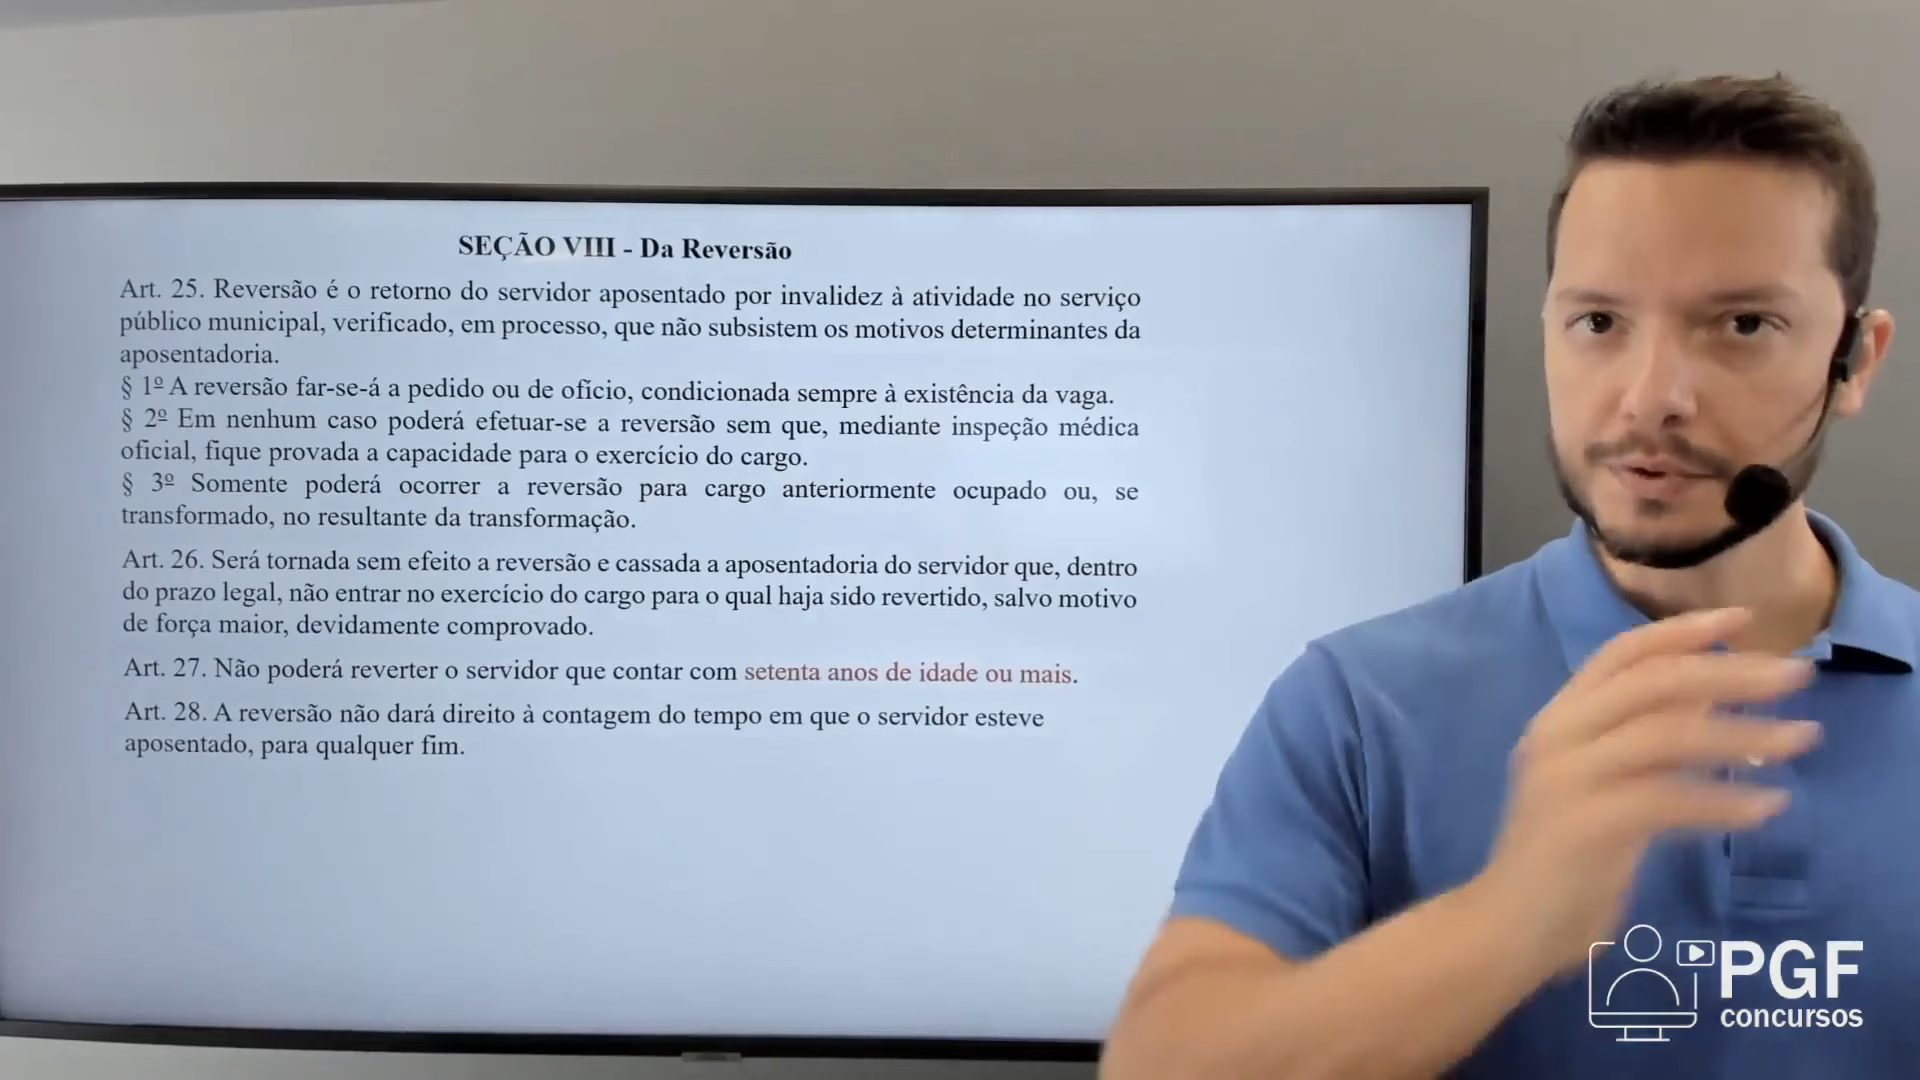 SEÇÃO VIII - Da Reversão
Art. 25. Reversão é o retorno do servidor aposentado por invalidez à atividade no serviço
público municipal, verificado, em processo, que não subsistem os motivos determinantes da
aposentadoria.
§ 1º A reversão far-se-á a pedido ou de ofício, condicionada sempre à existência da vaga.
§ 2º Em nenhum caso poderá efetuar-se a reversão sem que, mediante inspeção médica
oficial, fique provada a capacidade para o exercício do cargo.
§ 3º Somente poderá ocorrer a reversão para cargo anteriormente ocupado ou, se
transformado, no resultante da transformação.
Art. 26. Será tornada sem efeito a reversão e cassada a aposentadoria do servidor que, dentro
do prazo legal, não entrar no exercício do cargo para o qual haja sido revertido, salvo motivo
de força maior, devidamente comprovado.
Art. 27. Não poderá reverter o servidor que contar com setenta anos de idade ou mais.
Art. 28. A reversão não dará direito à contagem do tempo em que o servidor esteve
aposentado, para qualquer fim.
PGF
concursos